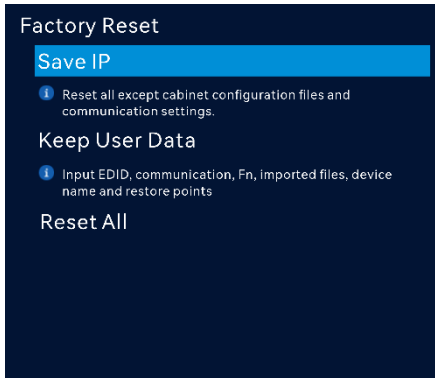 Factory Reset
Save IP
Reset all except cabinet configuration files and
communication settings.
Keep User Data
Input EDID, communication, Fn, imported files, device
name and restore points
Reset All